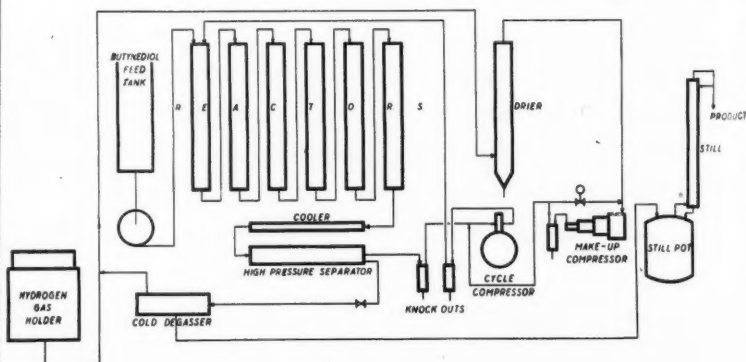 BUTYNEDIOL
FEED
TANK
R E A C T O R S
DRIER
PRODUCT
STILL
COOLER
HIGH PRESSURE SEPARATOR
CYCLE
COMPRESSOR
MAKE-UP
COMPRESSOR
STILL POT
KNOCK OUTS
HYDROGEN
GAS
HOLDER
COLD DEGASSER